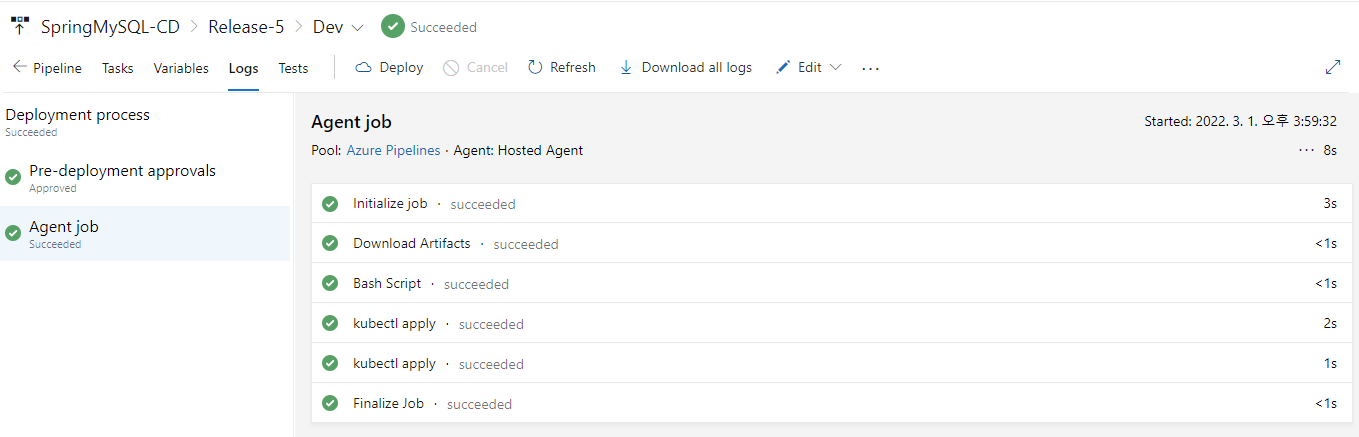 SpringMySQL-CD > Release-5 > Dev Succeeded
Pipeline Tasks Variables Logs Tests Deploy Cancel Refresh Download all logs Edit ...
Deployment process
Succeeded
Pre-deployment approvals
Approved
Agent job
Succeeded
Agent job Started: 2022. 3. 1. 오후 3:59:32
Pool: Azure Pipelines · Agent: Hosted Agent ... 8s
Initialize job · succeeded 3s
Download Artifacts · succeeded <1s
Bash Script · succeeded <1s
kubectl apply · succeeded 2s
kubectl apply · succeeded 1s
Finalize Job · succeeded <1s